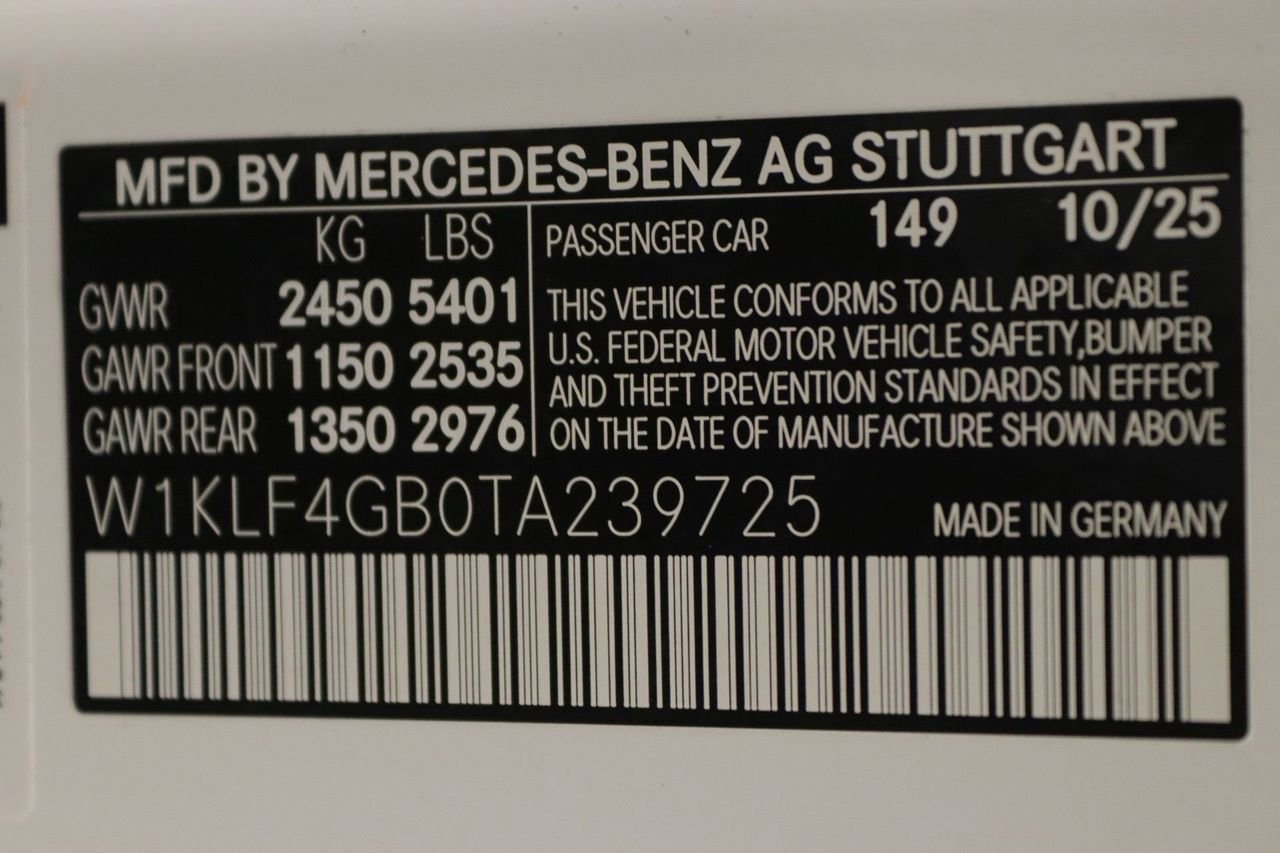 MFD BY MERCEDES-BENZ AG STUTTGART
KG LBS
GVWR 2450 5401
GAWR FRONT 1150 2535
GAWR REAR 1350 2976
PASSENGER CAR 149 10/25
THIS VEHICLE CONFORMS TO ALL APPLICABLE
U.S. FEDERAL MOTOR VEHICLE SAFETY,BUMPER
AND THEFT PREVENTION STANDARDS IN EFFECT
ON THE DATE OF MANUFACTURE SHOWN ABOVE
W1KLF4GB0TA239725
MADE IN GERMANY